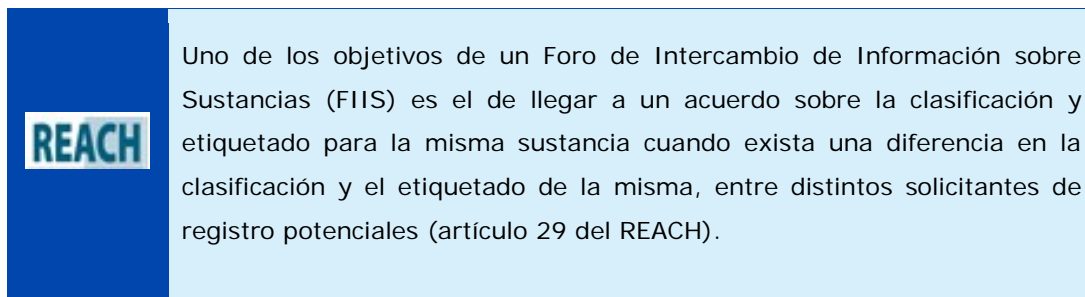 REACH
Uno de los objetivos de un Foro de Intercambio de Información sobre
Sustancias (FIIS) es el de llegar a un acuerdo sobre la clasificación y
etiquetado para la misma sustancia cuando exista una diferencia en la
clasificación y el etiquetado de la misma, entre distintos solicitantes de
registro potenciales (artículo 29 del REACH).